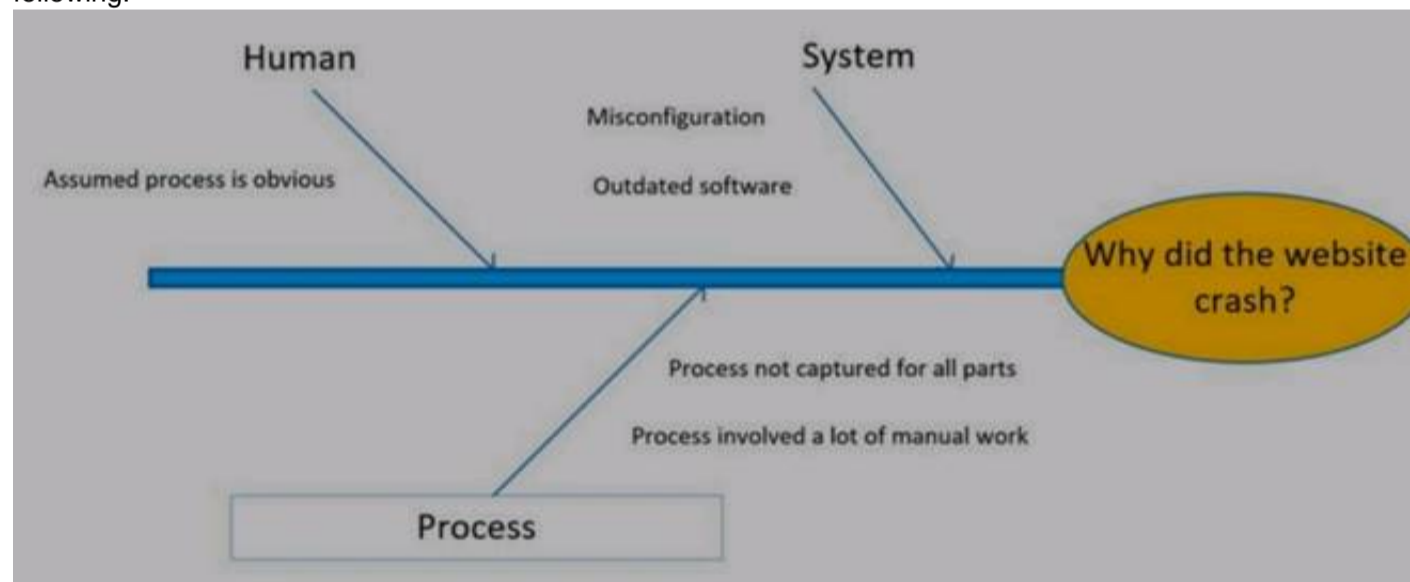 Human
System
Misconfiguration
Assumed process is obvious
Outdated software
Why did the website
crash?
Process not captured for all parts
Process involved a lot of manual work
Process